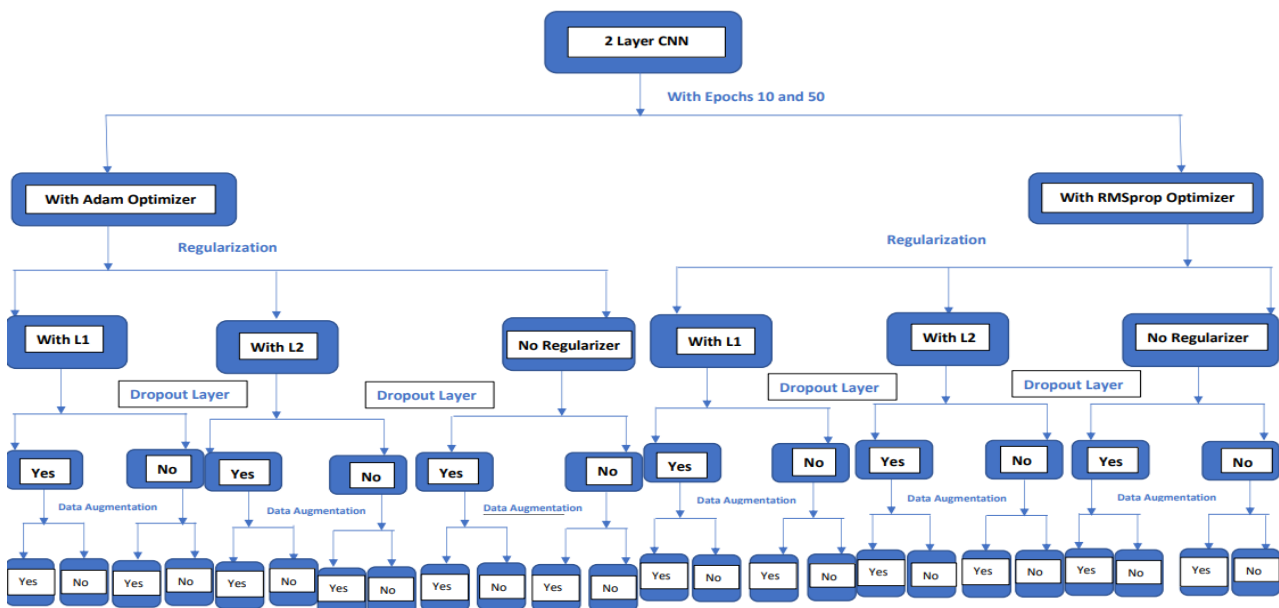 2 Layer CNN
With Epochs 10 and 50
With Adam Optimizer
With RMSprop Optimizer
Regularization
Regularization
With L1
With L2
No Regularizer
With L1
With L2
No Regularizer
Dropout Layer
Dropout Layer
Dropout Layer
Dropout Layer
Yes
No
Yes
No
Yes
No
Yes
No
Yes
No
Yes
No
Data Augmentation
Data Augmentation
Data Augmentation
Data Augmentation
Data Augmentation
Data Augmentation
Yes
No
Yes
No
Yes
No
Yes
No
Yes
No
Yes
No
Yes
No
Yes
No
Yes
No
Yes
No
Yes
No
Yes
No